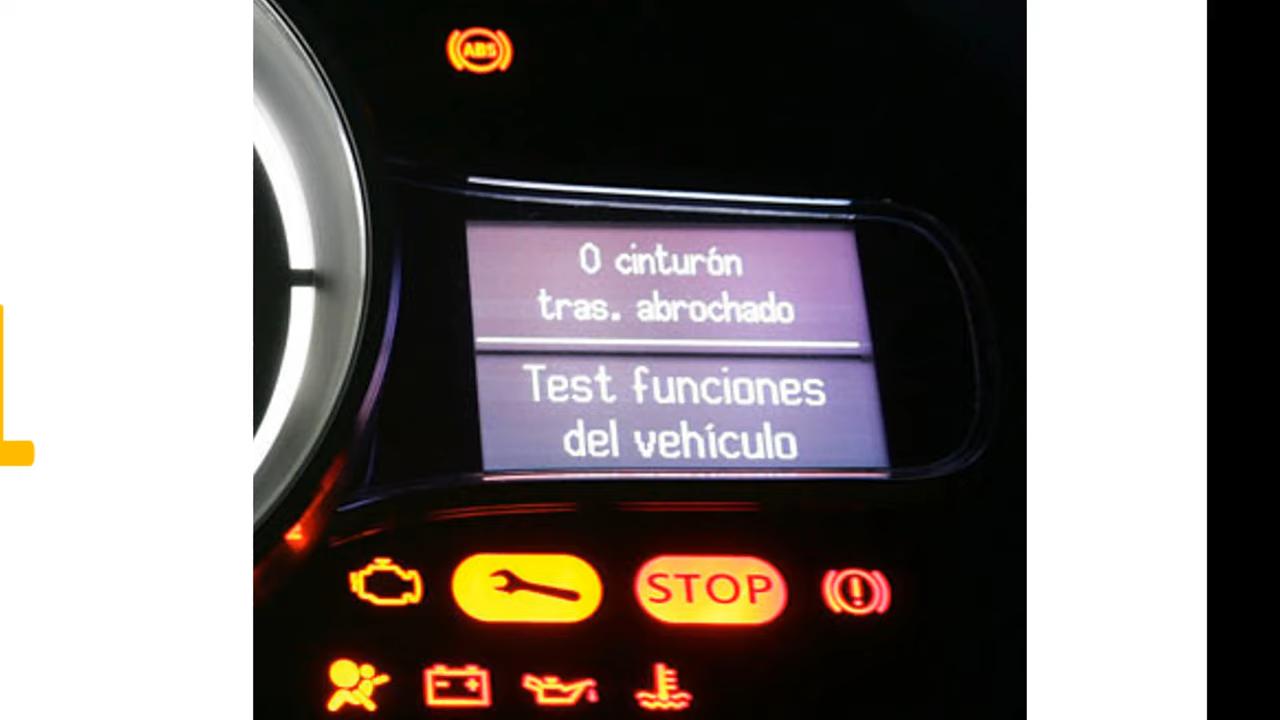 ABS
0 cinturón
tras. abrochado
Test funciones
del vehículo
STOP